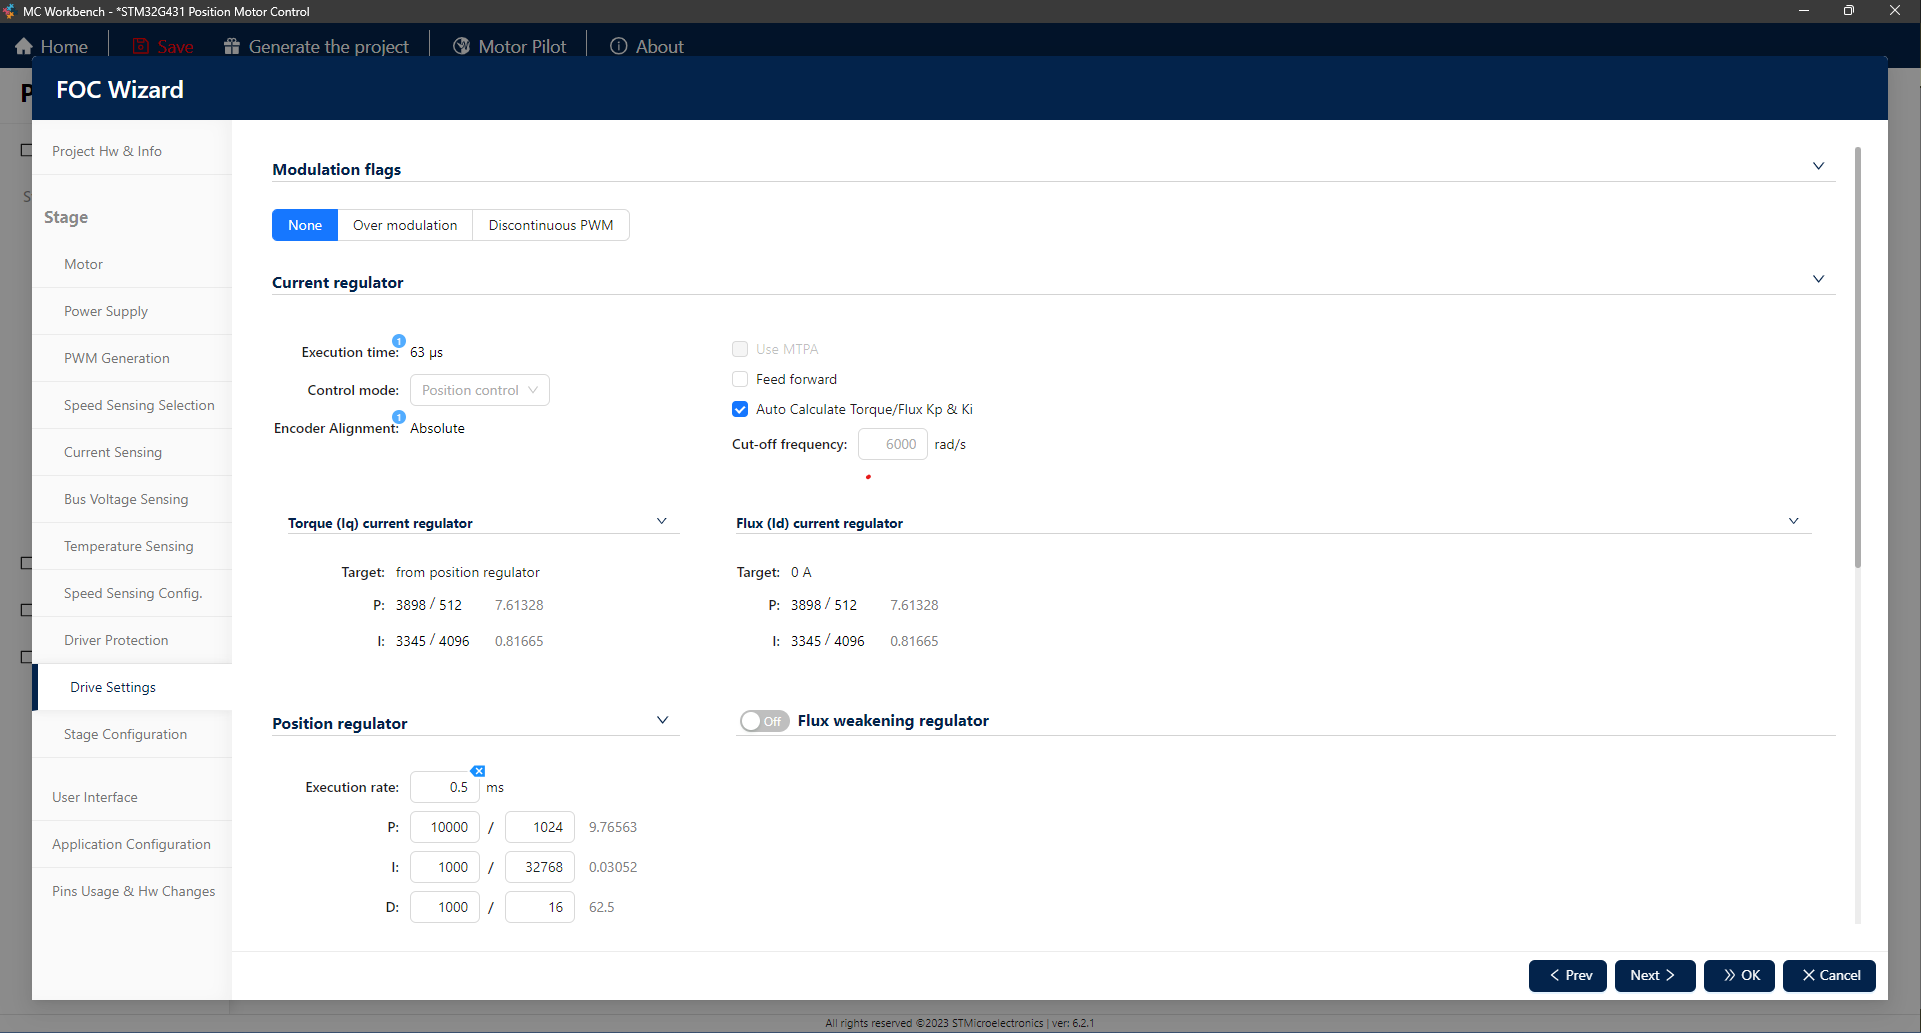 MC Workbench - *STM32G431 Position Motor Control
Home
Save
Generate the project
Motor Pilot
About
FOC Wizard
Project Hw & Info
Stage
Motor
Power Supply
PWM Generation
Speed Sensing Selection
Current Sensing
Bus Voltage Sensing
Temperature Sensing
Speed Sensing Config.
Driver Protection
Drive Settings
Stage Configuration
User Interface
Application Configuration
Pins Usage & Hw Changes
Modulation flags
None
Over modulation
Discontinuous PWM
Current regulator
Execution time: 1 63 µs
Control mode: Position control
Encoder Alignment: 1 Absolute
Use MTPA
Feed forward
Auto Calculate Torque/Flux Kp & Ki
Cut-off frequency: 6000 rad/s
Torque (Iq) current regulator
Target: from position regulator
P: 3898 / 512 7.61328
I: 3345 / 4096 0.81665
Flux (Id) current regulator
Target: 0 A
P: 3898 / 512 7.61328
I: 3345 / 4096 0.81665
Position regulator
Execution rate: 0.5 ms
P: 10000 / 1024 9.76563
I: 1000 / 32768 0.03052
D: 1000 / 16 62.5
Off Flux weakening regulator
Prev
Next
OK
Cancel
All rights reserved ©2023 STMicroelectronics | ver: 6.2.1